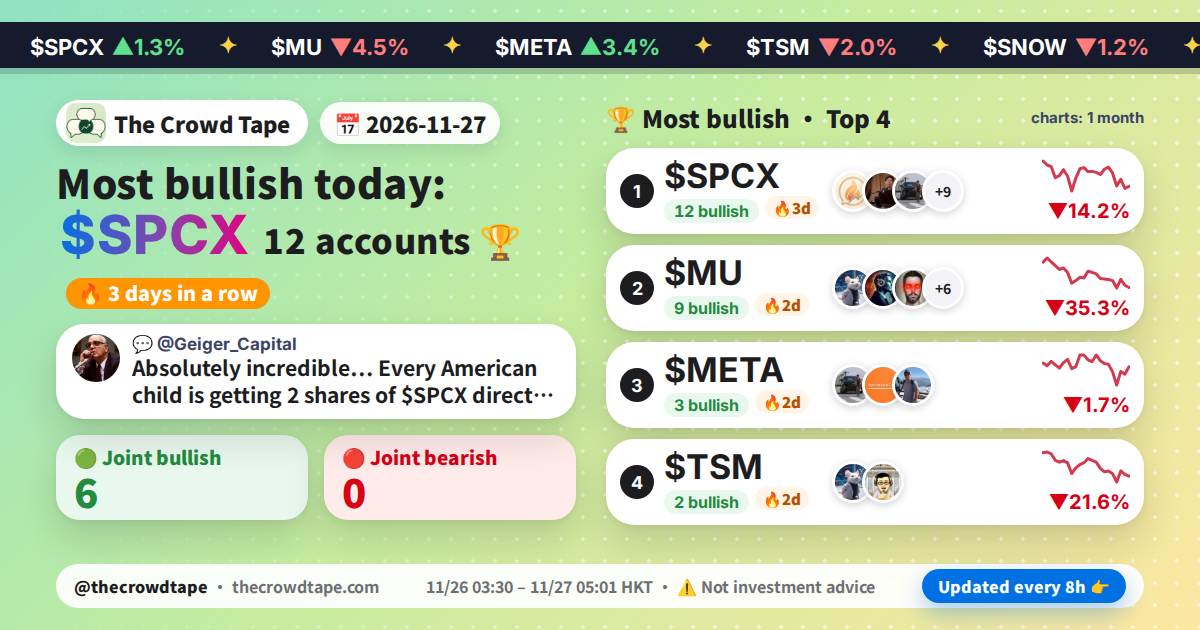 $SPCX ▲1.3% ✦ $MU ▼4.5% ✦ $META ▲3.4% ✦ $TSM ▼2.0% ✦ $SNOW ▼1.2% ✦
The Crowd Tape
📅 2026-11-27
Most bullish today:
$SPCX 12 accounts 🏆
🔥 3 days in a row
💬 @Geiger_Capital
Absolutely incredible… Every American
child is getting 2 shares of $SPCX direct…
🟢 Joint bullish
6
🔴 Joint bearish
0
🏆 Most bullish • Top 4
charts: 1 month
1
$SPCX
12 bullish
🔥3d
+9
▼14.2%
2
$MU
9 bullish
🔥2d
+6
▼35.3%
3
$META
3 bullish
🔥2d
▼1.7%
4
$TSM
2 bullish
🔥2d
▼21.6%
@thecrowdtape • thecrowdtape.com
11/26 03:30 – 11/27 05:01 HKT • ⚠️ Not investment advice
Updated every 8h 👉